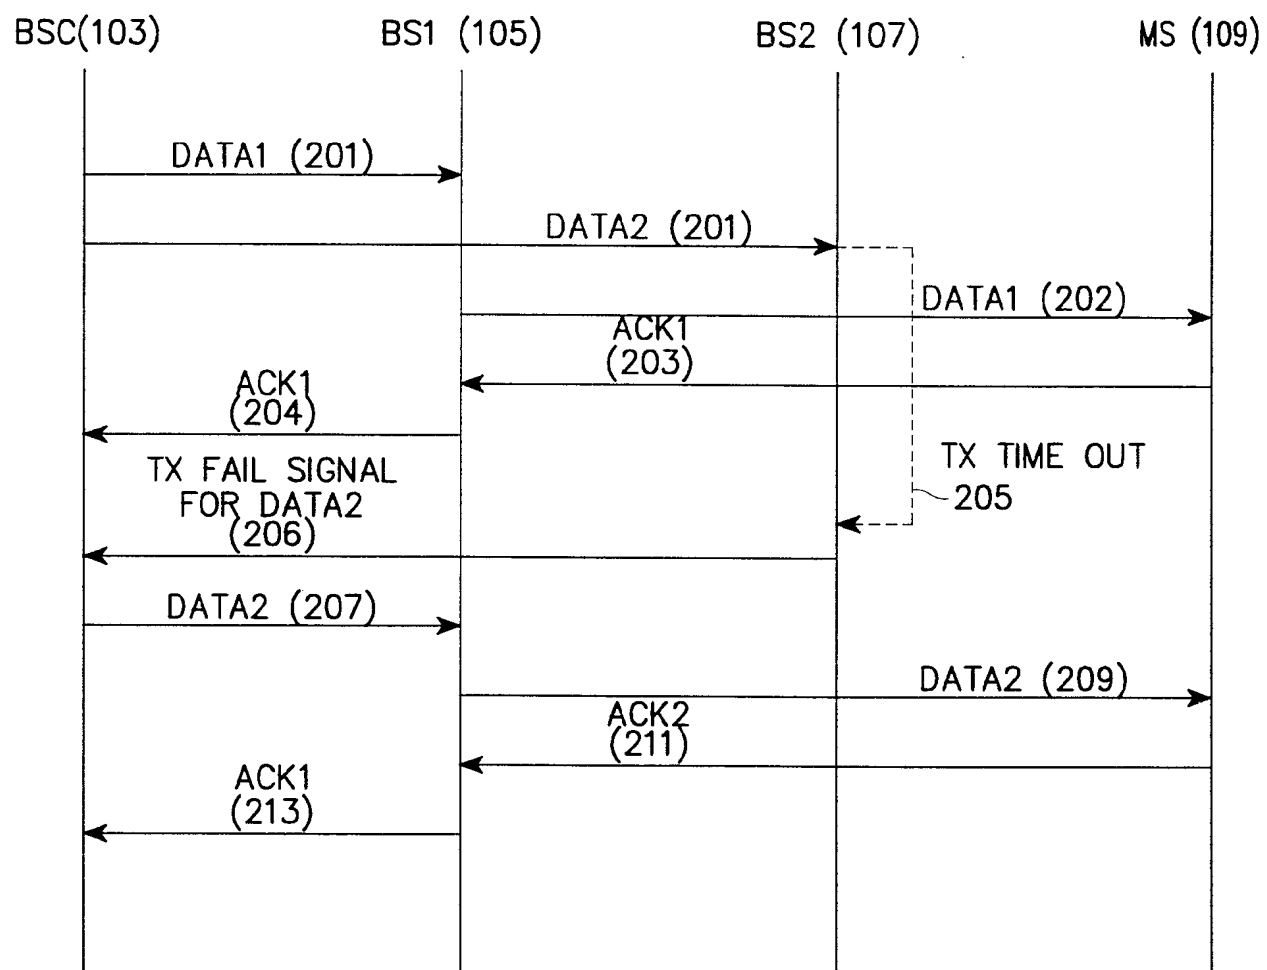 BSC(103)
BS1 (105)
BS2 (107)
MS (109)
DATA1 (201)
DATA2 (201)
DATA1 (202)
ACK1
(203)
ACK1
(204)
TX TIME OUT
205
TX FAIL SIGNAL
FOR DATA2
(206)
DATA2 (207)
DATA2 (209)
ACK2
(211)
ACK1
(213)